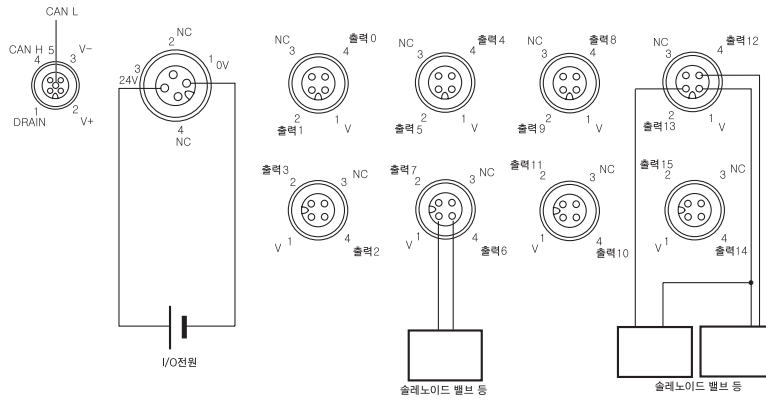 CAN L
CAN H 5 V-
4 3
1 2
DRAIN V+
NC
2
3 1 0V
24V
4
NC
NC 출력0
3 4
2 1
출력1 V
NC 출력4
3 4
2 1
출력5 V
NC 출력8
3 4
2 1
출력9 V
NC 출력12
3 4
2 1
출력13 V
출력3 NC
2 3
1 4
V 출력2
출력7 NC
2 3
1 4
V 출력6
출력11 NC
2 3
1 4
V 출력10
출력15 NC
2 3
1 4
V 출력14
I/O전원
솔레노이드 밸브 등
솔레노이드 밸브 등